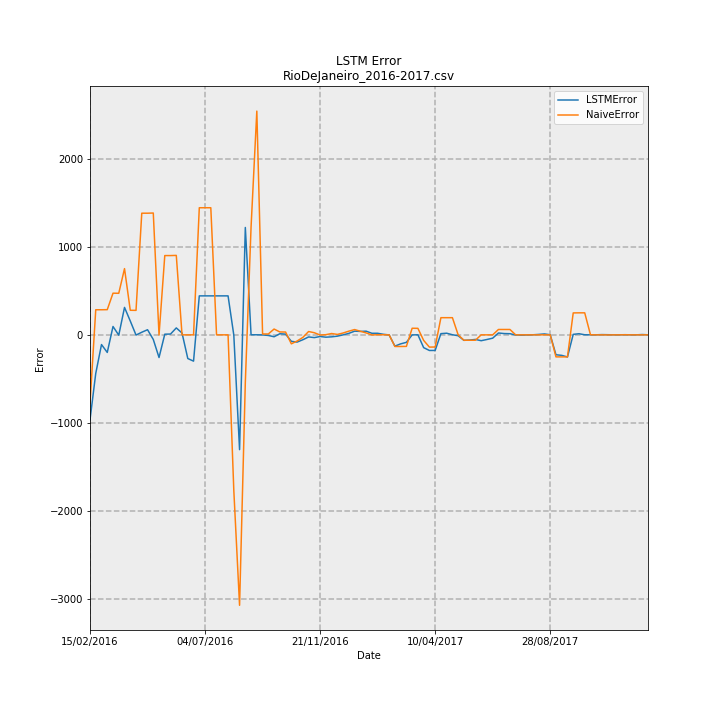 LSTM Error
RioDeJaneiro_2016-2017.csv
LSTMError
NaiveError
2000
1000
0
−1000
−2000
−3000
Error
15/02/2016
04/07/2016
21/11/2016
10/04/2017
28/08/2017
Date